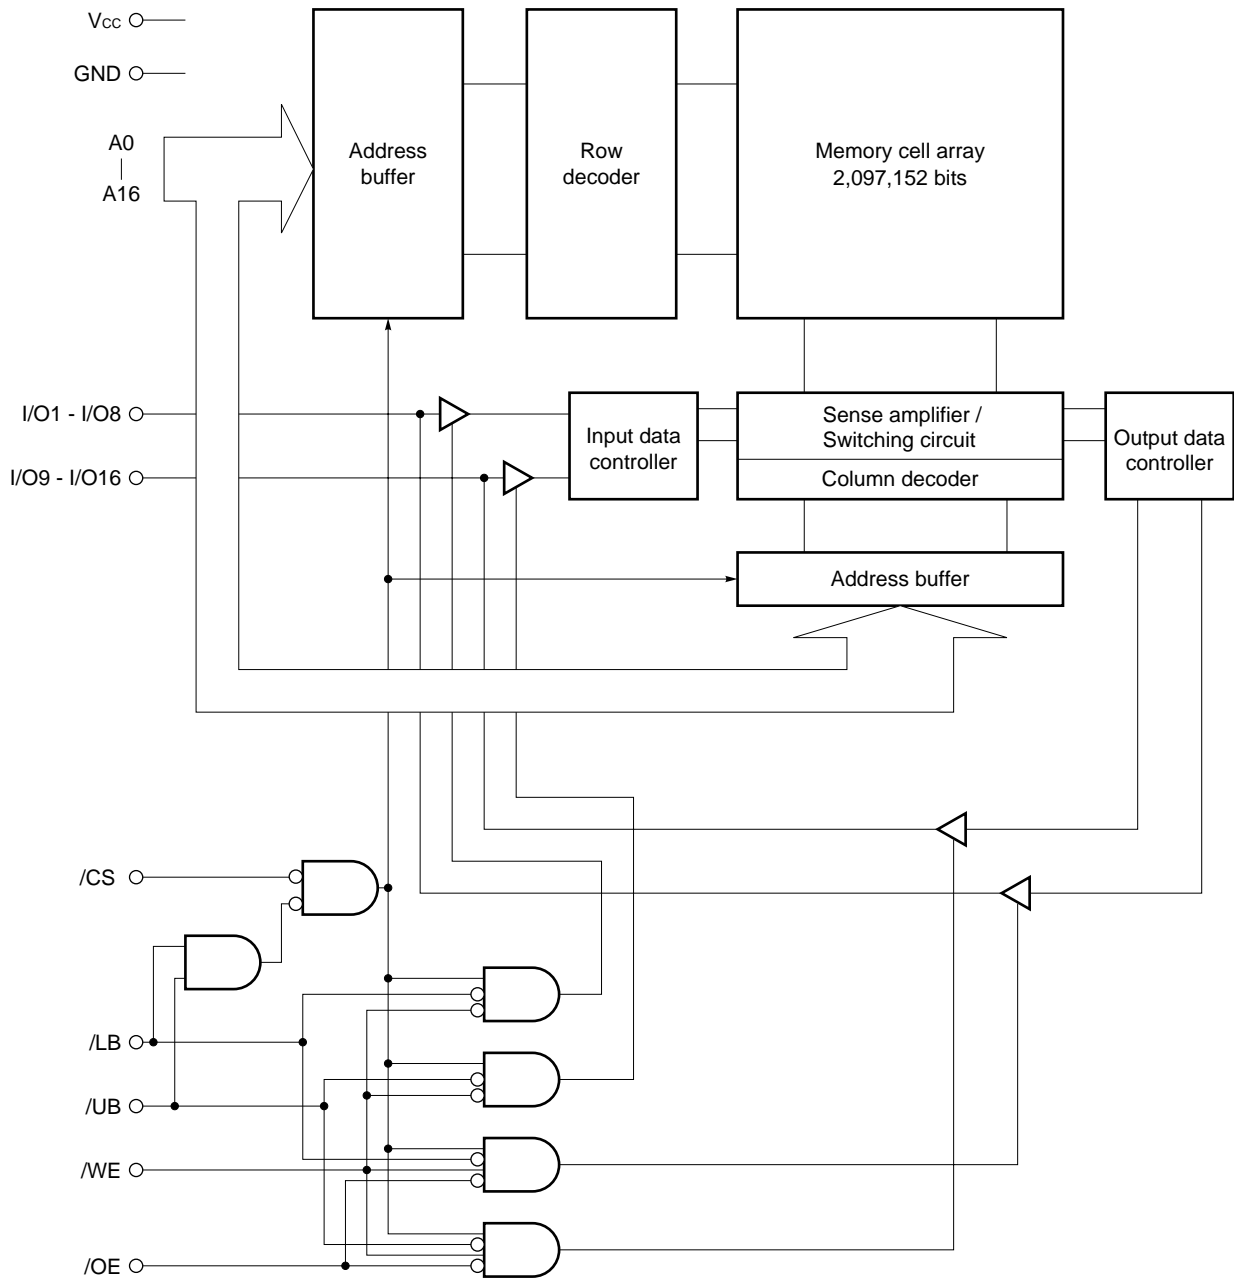 Vcc
GND
A0
A16
Address
buffer
Row
decoder
Memory cell array
2,097,152 bits
I/O1 - I/O8
I/O9 - I/O16
Input data
controller
Sense amplifier /
Switching circuit
Column decoder
Output data
controller
Address buffer
/CS
/LB
/UB
/WE
/OE